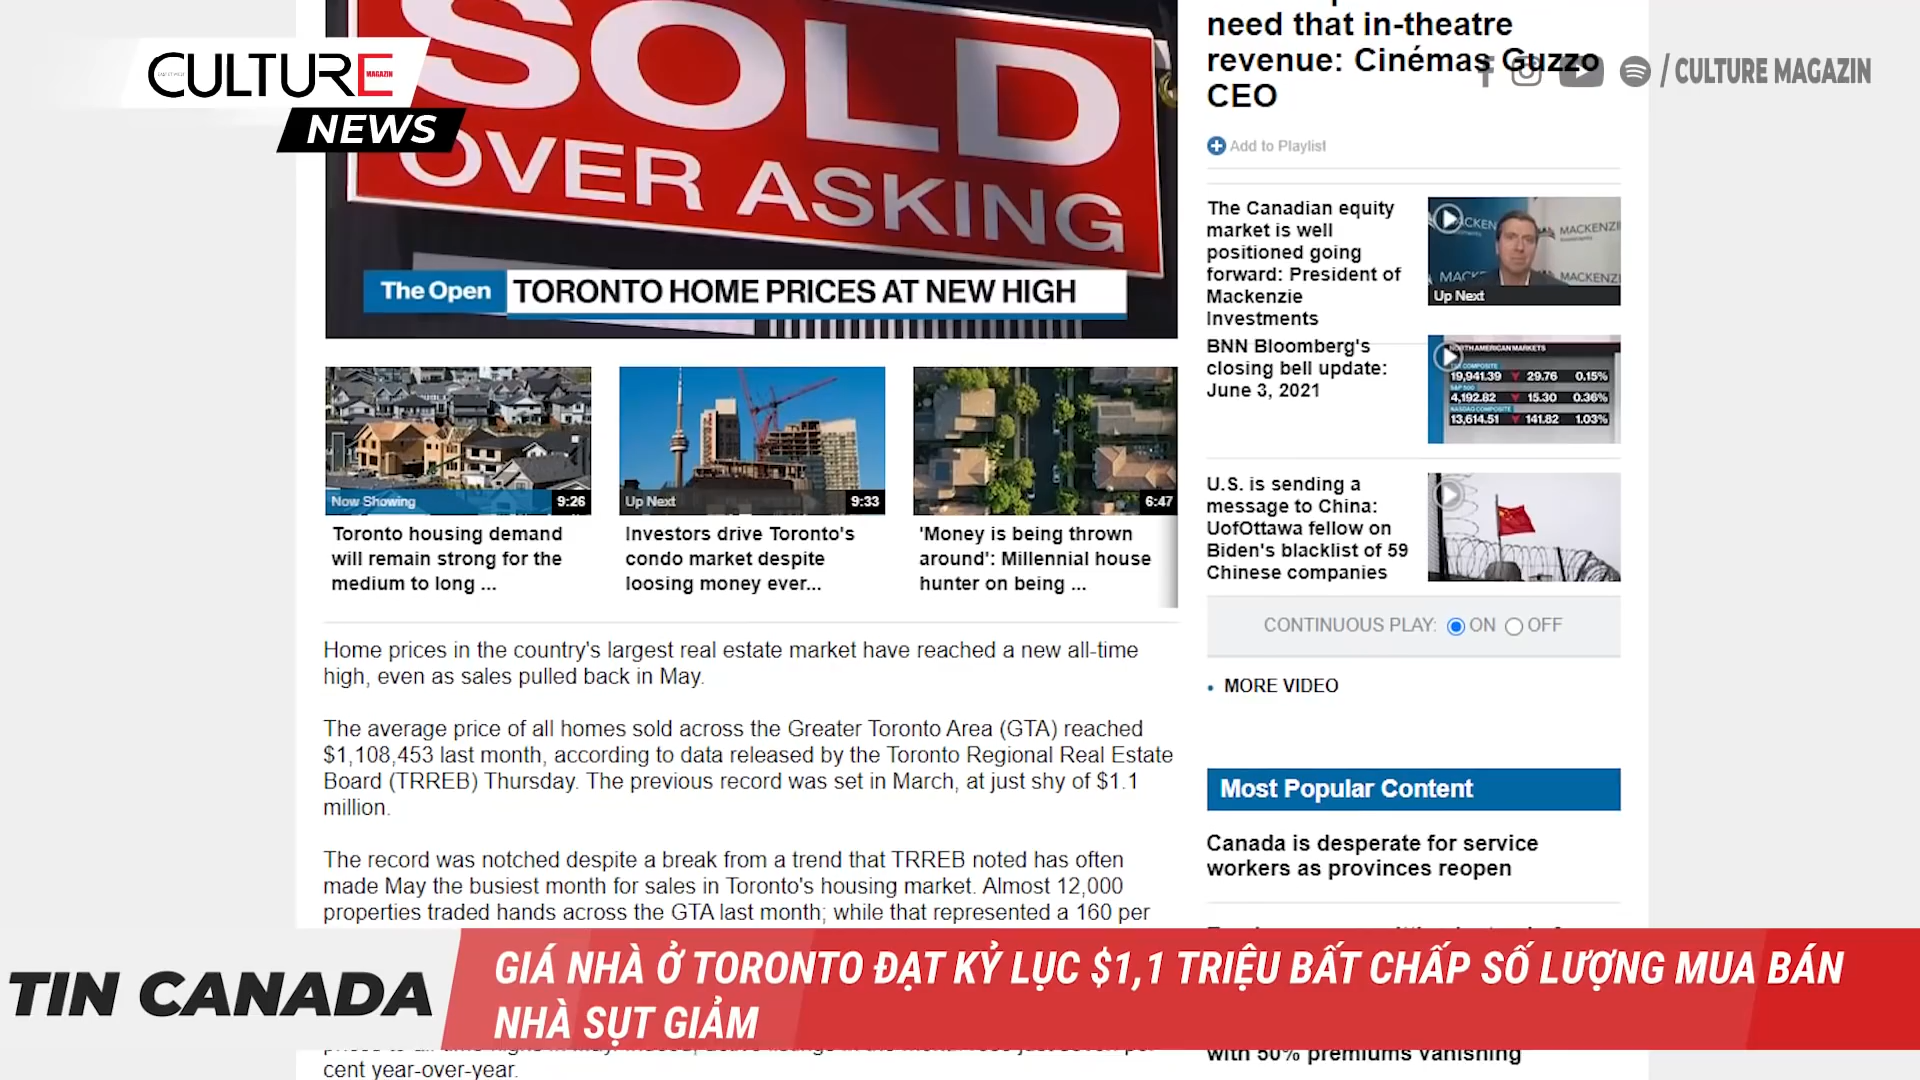 CULTURE
MAGAZIN
NEWS
SOLD
OVER ASKING
The Open
TORONTO HOME PRICES AT NEW HIGH
Now Showing
9:26
Toronto housing demand
will remain strong for the
medium to long ...
Up Next
9:33
Investors drive Toronto's
condo market despite
loosing money ever...
6:47
'Money is being thrown
around': Millennial house
hunter on being ...
Home prices in the country's largest real estate market have reached a new all-time
high, even as sales pulled back in May.
The average price of all homes sold across the Greater Toronto Area (GTA) reached
$1,108,453 last month, according to data released by the Toronto Regional Real Estate
Board (TRREB) Thursday. The previous record was set in March, at just shy of $1.1
million.
The record was notched despite a break from a trend that TRREB noted has often
made May the busiest month for sales in Toronto's housing market. Almost 12,000
properties traded hands across the GTA last month; while that represented a 160 per
cent year-over-year.
need that in-theatre
revenue: Cinémas Guzzo
CEO
/ CULTURE MAGAZIN
Add to Playlist
The Canadian equity
market is well
positioned going
forward: President of
Mackenzie
Investments
MACKENZI
MACKENZI
Up Next
BNN Bloomberg's
closing bell update:
June 3, 2021
NORTH AMERICAN MARKETS
COMPOSITE
19,941.39 29.76 0.15%
S&P 500
4,192.82 15.30 0.36%
NASDAQ COMPOSITE
13,614.51 141.82 1.03%
U.S. is sending a
message to China:
UofOttawa fellow on
Biden's blacklist of 59
Chinese companies
CONTINUOUS PLAY: ON OFF
MORE VIDEO
Most Popular Content
Canada is desperate for service
workers as provinces reopen
with 50% premiums vanishing
TIN CANADA
GIÁ NHÀ Ở TORONTO ĐẠT KỶ LỤC $1,1 TRIỆU BẤT CHẤP SỐ LƯỢNG MUA BÁN
NHÀ SỤT GIẢM